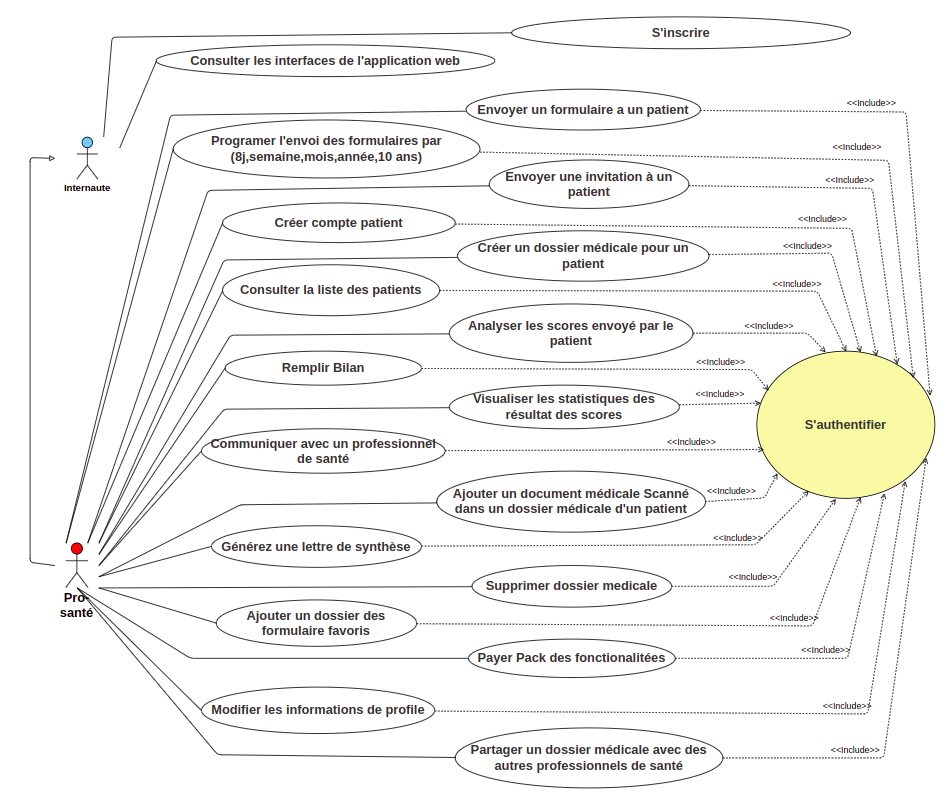 S'inscrire
Consulter les interfaces de l'application web
Envoyer un formulaire a un patient
<<Include>>
Programer l'envoi des formulaires par
(8j,semaine,mois,année,10 ans)
<<Include>>
Internaute
Envoyer une invitation à un
patient
<<Include>>
Créer compte patient
<<Include>>
Créer un dossier médicale pour un
patient
<<Include>>
Consulter la liste des patients
<<Include>>
Analyser les scores envoyé par le
patient
<<Include>>
Remplir Bilan
<<Include>>
Visualiser les statistiques des
résultat des scores
<<Include>>
S'authentifier
Communiquer avec un professionnel
de santé
<<Include>>
Ajouter un document médicale Scanné
dans un dossier médicale d'un patient
<<Include>>
Générez une lettre de synthèse
<<Include>>
Supprimer dossier medicale
<<Include>>
Pro-
santé
Ajouter un dossier des
formulaire favoris
<<Include>>
Payer Pack des fonctionalitées
<<Include>>
Modifier les informations de profile
<<Include>>
Partager un dossier médicale avec des
autres professionnels de santé
<<Include>>